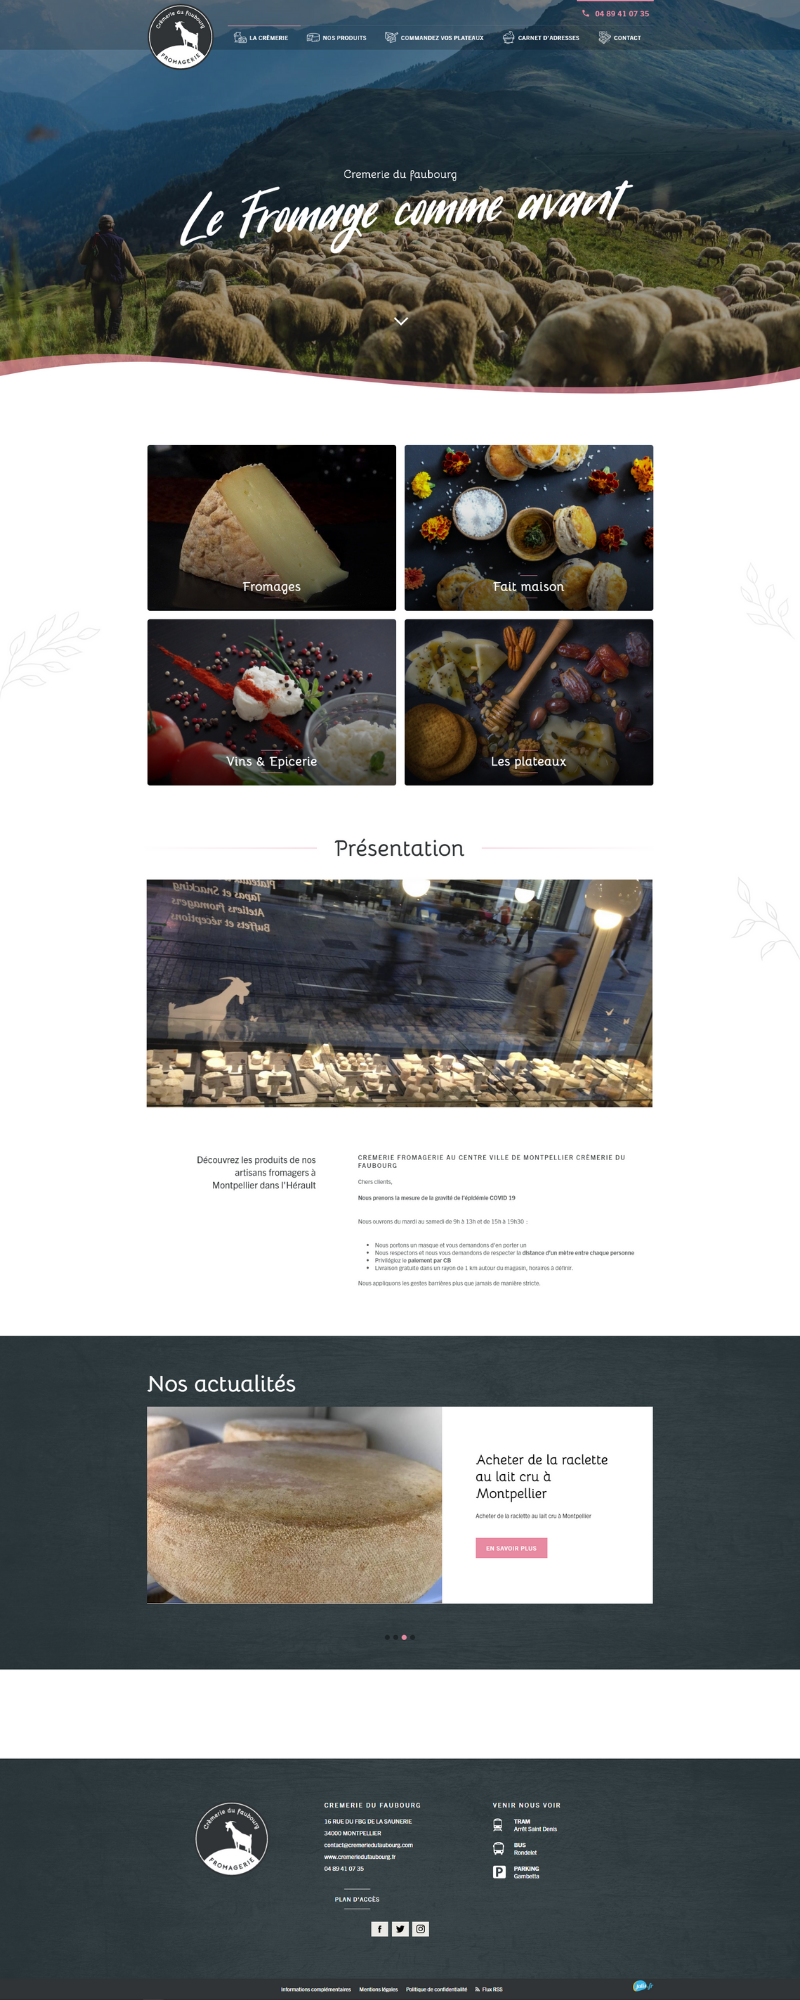 Crèmerie du faubourg
FROMAGERIE
04 89 41 07 35
LA CRÈMERIE
NOS PRODUITS
COMMANDEZ VOS PLATEAUX
CARNET D'ADRESSES
CONTACT
Cremerie du faubourg
Le Fromage comme avant
Fromages
Fait maison
Vins & Epicerie
Les plateaux
Présentation
Plateaux
Tapas et Snacking
Ateliers Fromagers
Buffets et réceptions
Découvrez les produits de nos
artisans fromagers à
Montpellier dans l'Hérault
CREMERIE FROMAGERIE AU CENTRE VILLE DE MONTPELLIER CRÈMERIE DU
FAUBOURG
Chers clients,
Nous prenons la mesure de la gravité de l'épidémie COVID 19
Nous ouvrons du mardi au samedi de 9h à 13h et de 15h à 19h30 :
Nous portons un masque et vous demandons d'en porter un
Nous respectons et nous vous demandons de respecter la distance d'un mètre entre chaque personne
Privilégiez le paiement par CB
Livraison gratuite dans un rayon de 1 km autour du magasin, horaires à définir.
Nous appliquons les gestes barrières plus que jamais de manière stricte.
Nos actualités
Acheter de la raclette
au lait cru à
Montpellier
Acheter de la raclette au lait cru à Montpellier
EN SAVOIR PLUS
Crèmerie du faubourg
FROMAGERIE
CREMERIE DU FAUBOURG
16 RUE DU FBG DE LA SAUNERIE
34000 MONTPELLIER
contact@cremeriedufaubourg.com
www.cremeriedufaubourg.fr
04 89 41 07 35
PLAN D'ACCÈS
VENIR NOUS VOIR
TRAM
Arrêt Saint Denis
BUS
Rondelet
PARKING
Gambetta
Informations complémentaires
Mentions légales
Politique de confidentialité
Flux RSS